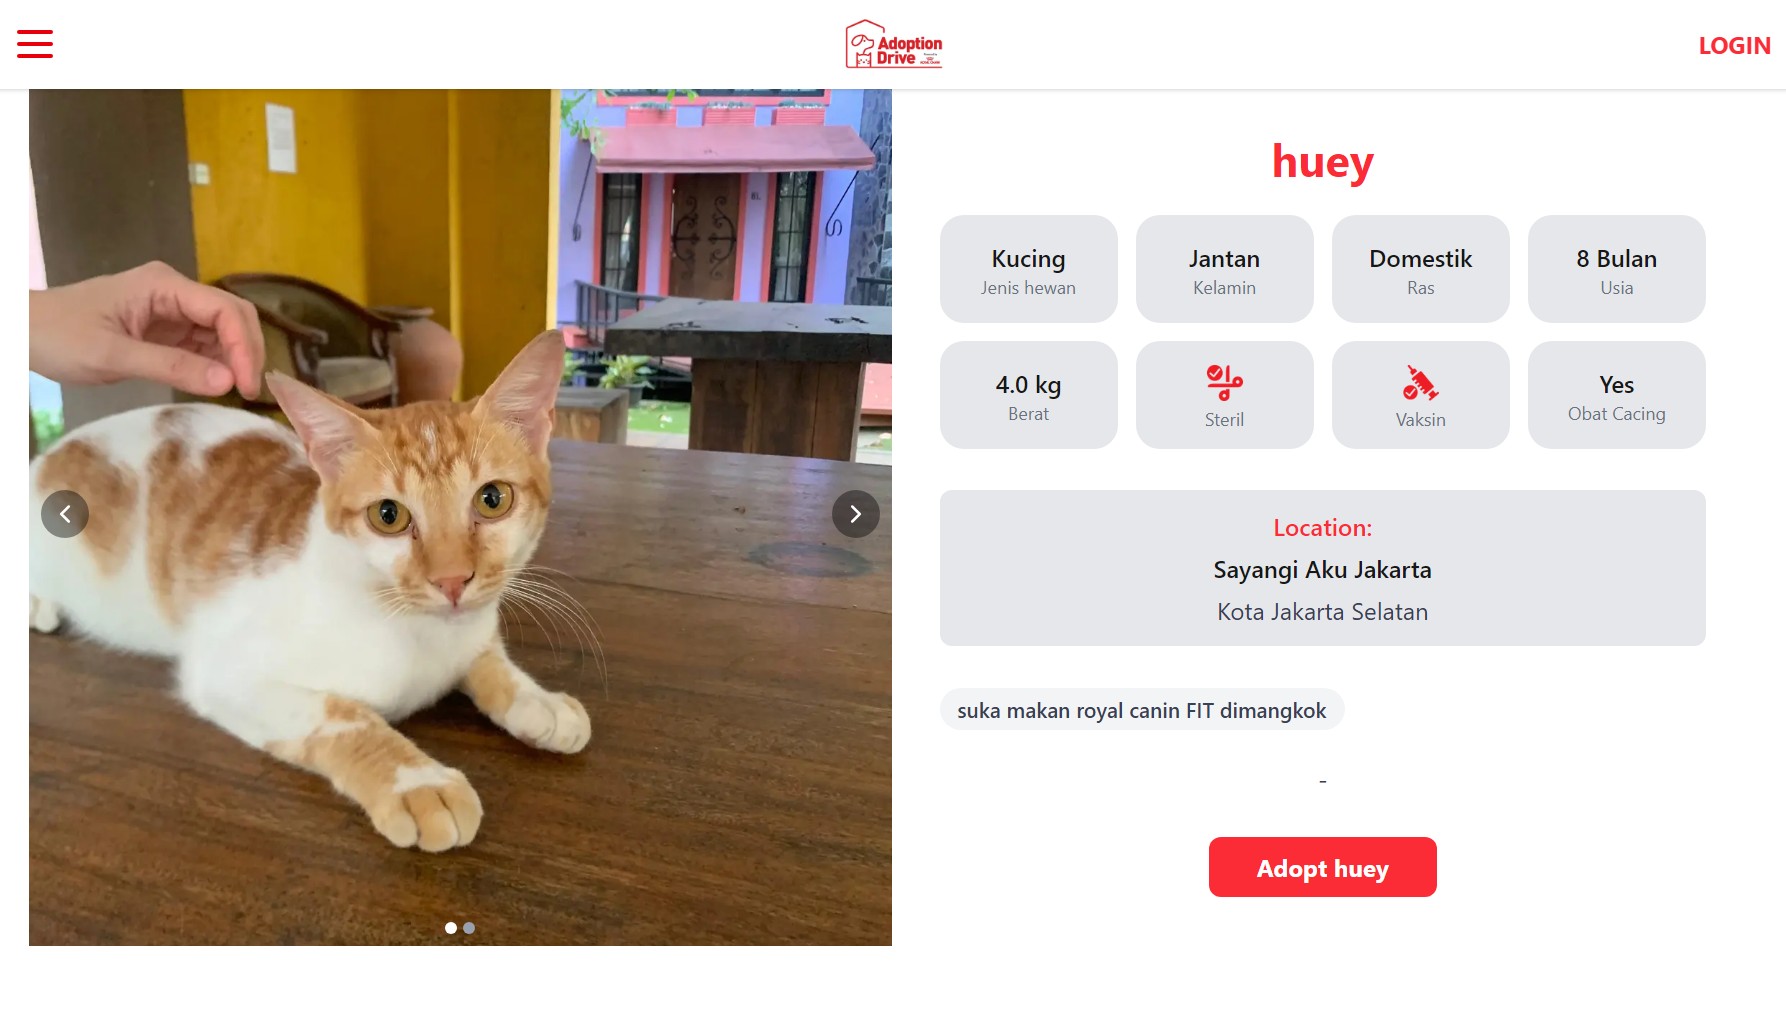 Adoption
Drive
LOGIN
huey
Kucing
Jenis hewan
Jantan
Kelamin
Domestik
Ras
8 Bulan
Usia
4.0 kg
Berat
Steril
Vaksin
Yes
Obat Cacing
Location:
Sayangi Aku Jakarta
Kota Jakarta Selatan
suka makan royal canin FIT dimangkok
-
Adopt huey